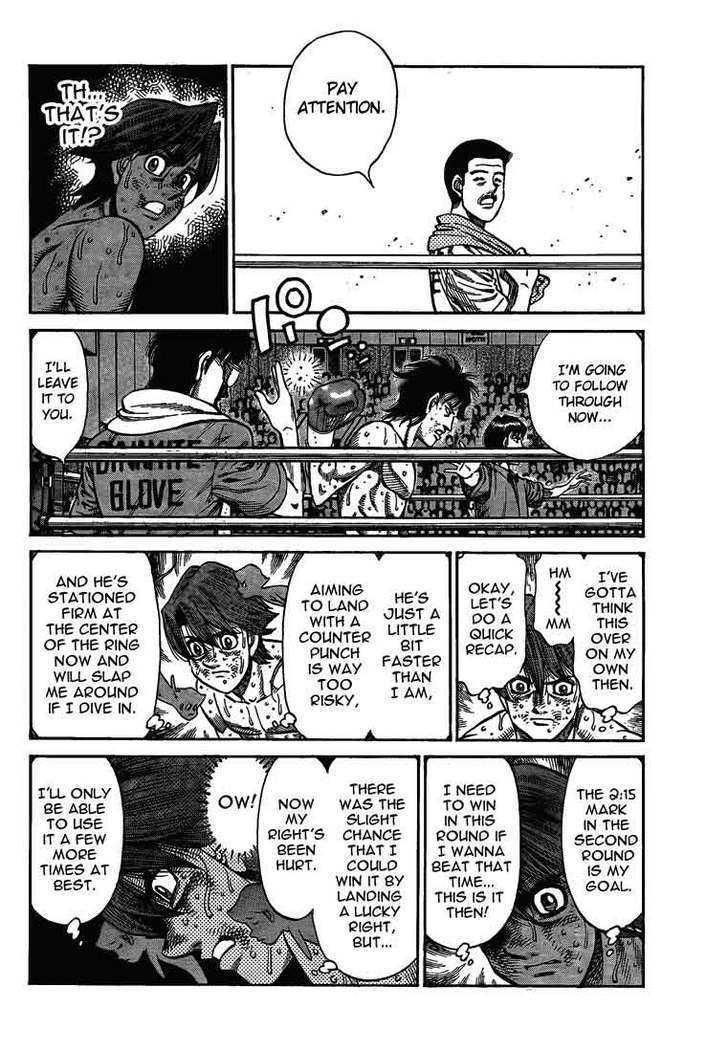 PAY
ATTENTION.
TH...
THAT'S
IT!?
I'M GOING
TO FOLLOW
THROUGH
NOW...
I'LL
LEAVE
IT TO
YOU.
DINAMITE
GLOVE
I'VE
GOTTA
THINK
THIS
OVER
ON MY
OWN
THEN.
HM
MM
OKAY,
LET'S
DO A
QUICK
RECAP.
HE'S
JUST A
LITTLE
BIT
FASTER
THAN
I AM,
AIMING
TO LAND
WITH A
COUNTER
PUNCH
IS WAY
TOO
RISKY,
AND HE'S
STATIONED
FIRM AT
THE CENTER
OF THE RING
NOW AND
WILL SLAP
ME AROUND
IF I DIVE IN.
THE 2:15
MARK
IN THE
SECOND
ROUND
IS MY
GOAL.
I NEED
TO WIN
IN THIS
ROUND IF
I WANNA
BEAT THAT
TIME...
THIS IS IT
THEN!
THERE
WAS THE
SLIGHT
CHANCE
THAT I
COULD
WIN IT BY
LANDING
A LUCKY
RIGHT,
BUT...
NOW
MY
RIGHT'S
BEEN
HURT.
OW!
I'LL ONLY
BE ABLE
TO USE
IT A FEW
MORE
TIMES AT
BEST.